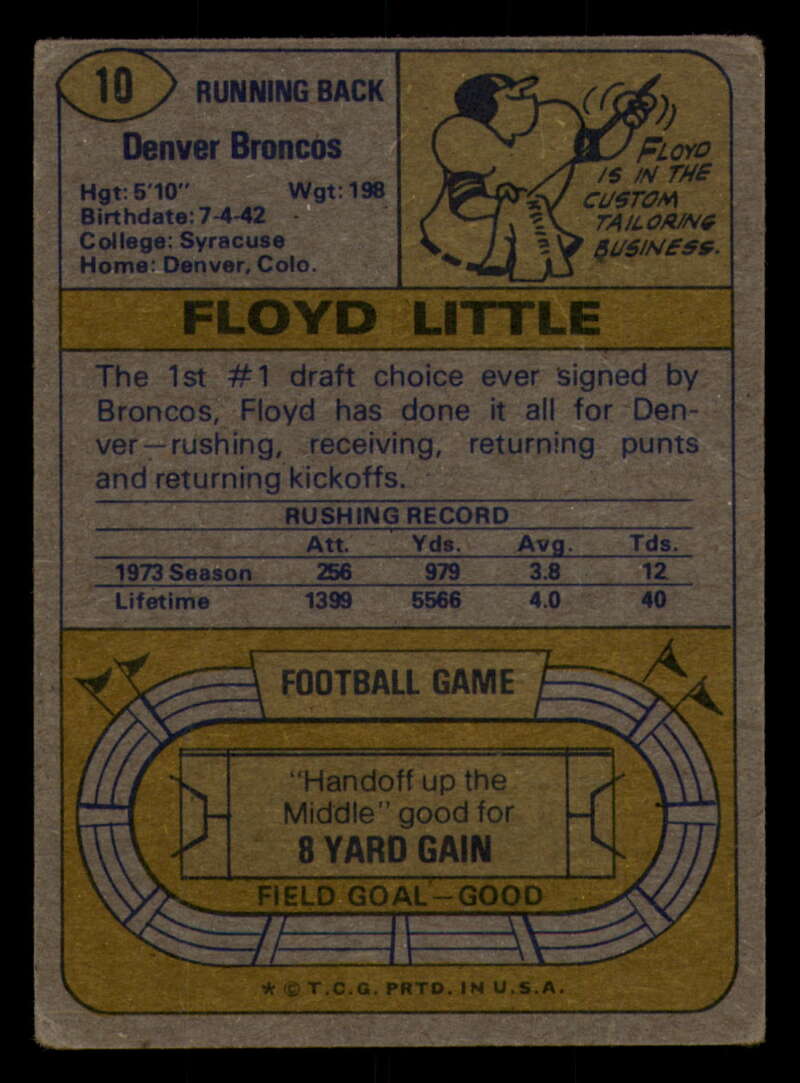 10
RUNNING BACK
Denver Broncos
Hgt: 5'10" Wgt: 198
Birthdate: 7-4-42
College: Syracuse
Home: Denver, Colo.
FLOYD
IS IN THE
CUSTOM
TAILORING
BUSINESS.
FLOYD LITTLE
The 1st #1 draft choice ever signed by
Broncos, Floyd has done it all for Den-
ver—rushing, receiving, returning punts
and returning kickoffs.
RUSHING RECORD
Att. Yds. Avg. Tds.
1973 Season 256 979 3.8 12
Lifetime 1399 5566 4.0 40
FOOTBALL GAME
"Handoff up the
Middle" good for
8 YARD GAIN
FIELD GOAL—GOOD
* © T.C.G. PRTD. IN U.S.A.